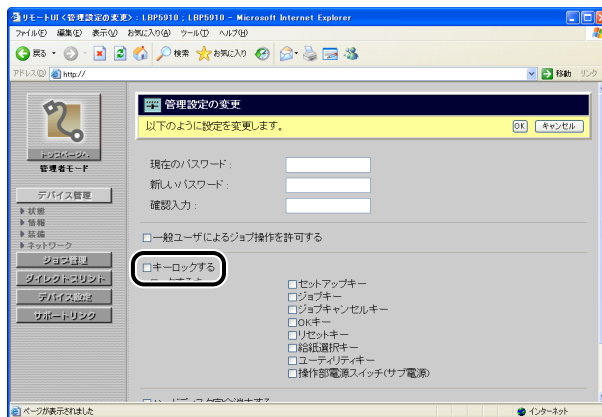 リモートUI <管理設定の変更> : LBP5910 ; LBP5910 - Microsoft Internet Explorer
ファイル(F) 編集(E) 表示(V) お気に入り(A) ツール(T) ヘルプ(H)
戻る 検索 お気に入り
アドレス(D) http:// 移動 リンク
管理設定の変更
以下のように設定を変更します。 OK キャンセル
トップページへ
管理者モード
デバイス管理
状態
情報
装備
ネットワーク
ジョブ管理
ダイレクトプリント
デバイス設定
サポートリンク
現在のパスワード :
新しいパスワード :
確認入力 :
一般ユーザによるジョブ操作を許可する
キーロックする
セットアップキー
ジョブキー
ジョブキャンセルキー
OKキー
リセットキー
給紙選択キー
ユーティリティキー
操作部電源スイッチ(サブ電源)
ページが表示されました インターネット